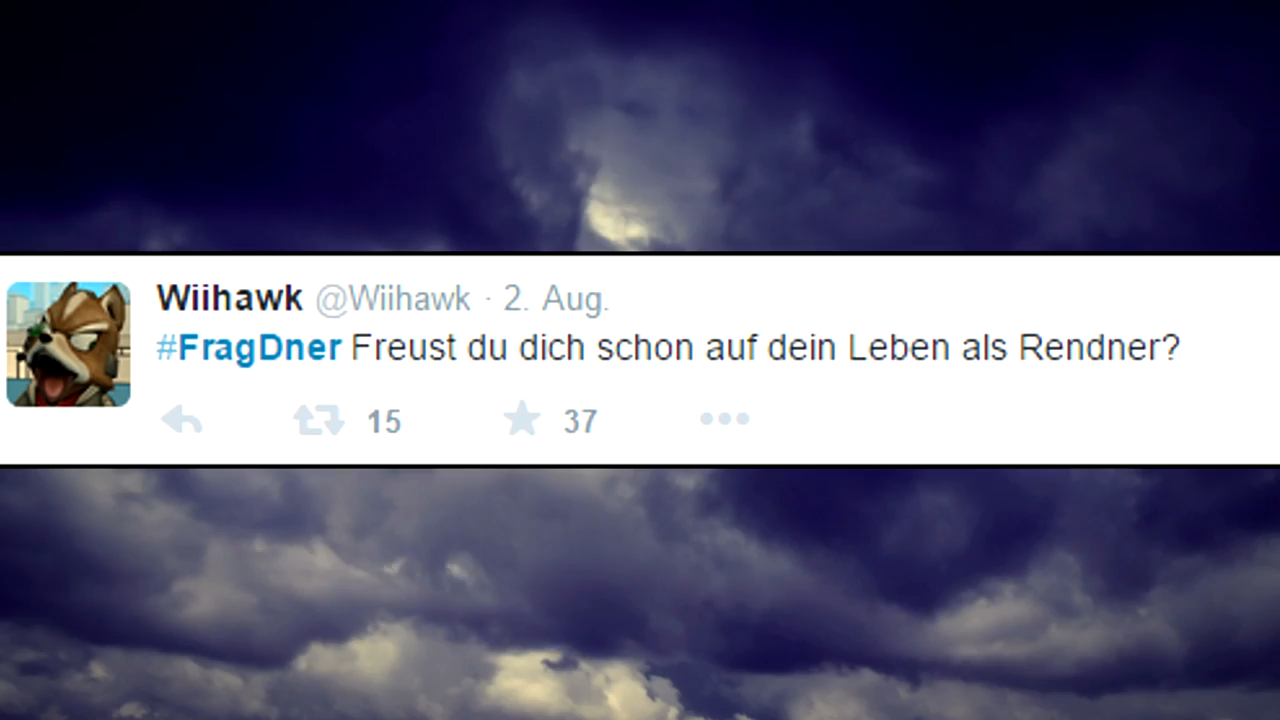 Wiihawk @Wiihawk · 2. Aug.
#FragDner Freust du dich schon auf dein Leben als Rendner?
15 37